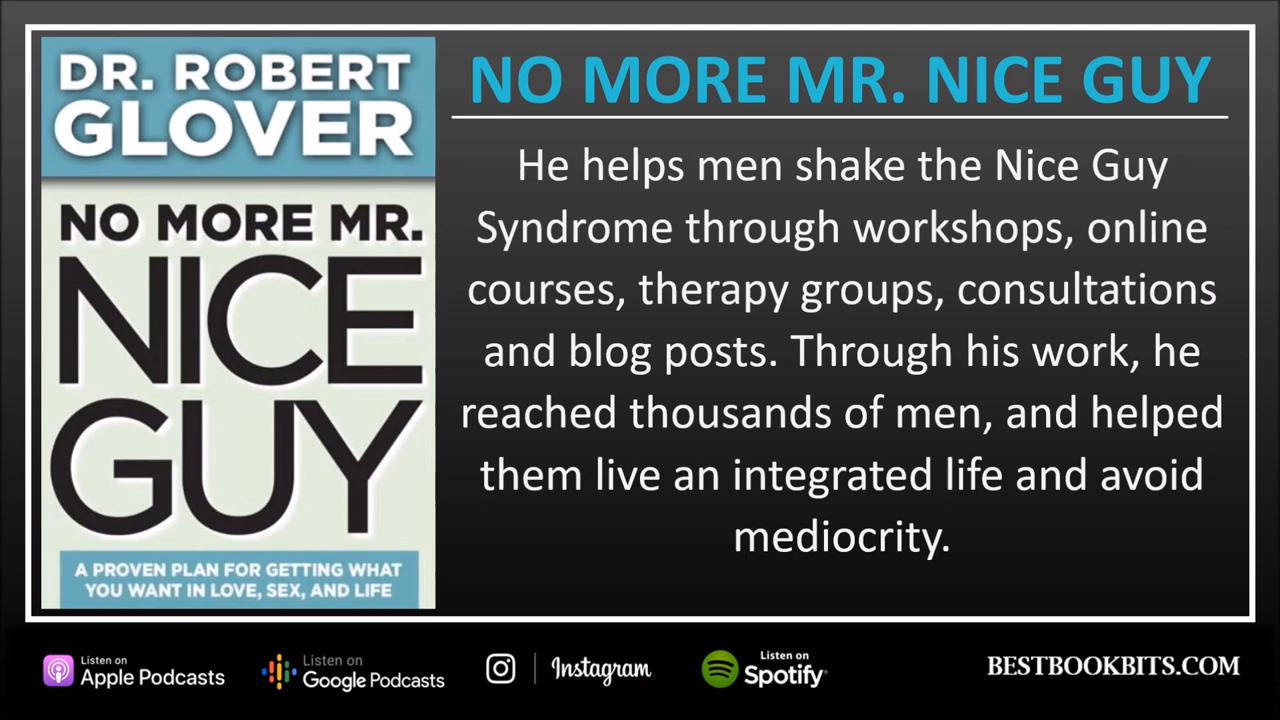 DR. ROBERT
GLOVER
NO MORE MR.
NICE
GUY
A PROVEN PLAN FOR GETTING WHAT
YOU WANT IN LOVE, SEX, AND LIFE
NO MORE MR. NICE GUY
He helps men shake the Nice Guy
Syndrome through workshops, online
courses, therapy groups, consultations
and blog posts. Through his work, he
reached thousands of men, and helped
them live an integrated life and avoid
mediocrity.
Listen on
Apple Podcasts
Listen on
Google Podcasts
Instagram
Listen on
Spotify
BESTBOOKBITS.COM